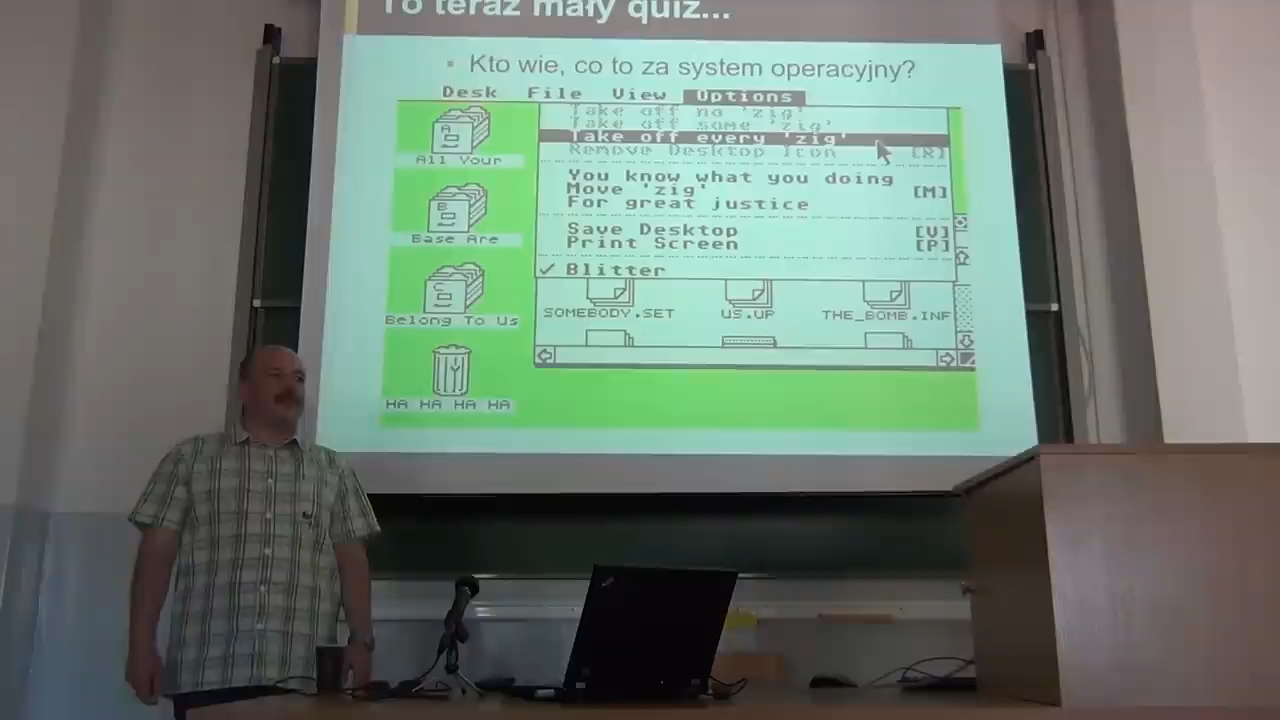 To teraz mały quiz...
▪ Kto wie, co to za system operacyjny?
Desk File View Options
Take off no 'zig'
Take off some 'zig'
Take off every 'zig'
Remove Desktop Icon [R]
You know what you doing
Move 'zig' [M]
For great justice
Save Desktop [V]
Print Screen [P]
✓ Blitter
A
All Your
B
Base Are
C
Belong To Us
HA HA HA HA
SOMEBODY.SET US.UP THE_BOMB.INF